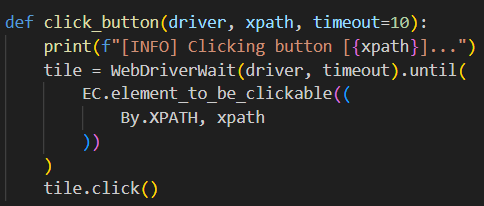 def click_button(driver, xpath, timeout=10):
    print(f"[INFO] Clicking button [{xpath}]...")
    tile = WebDriverWait(driver, timeout).until(
        EC.element_to_be_clickable((
            By.XPATH, xpath
        ))
    )
    tile.click()